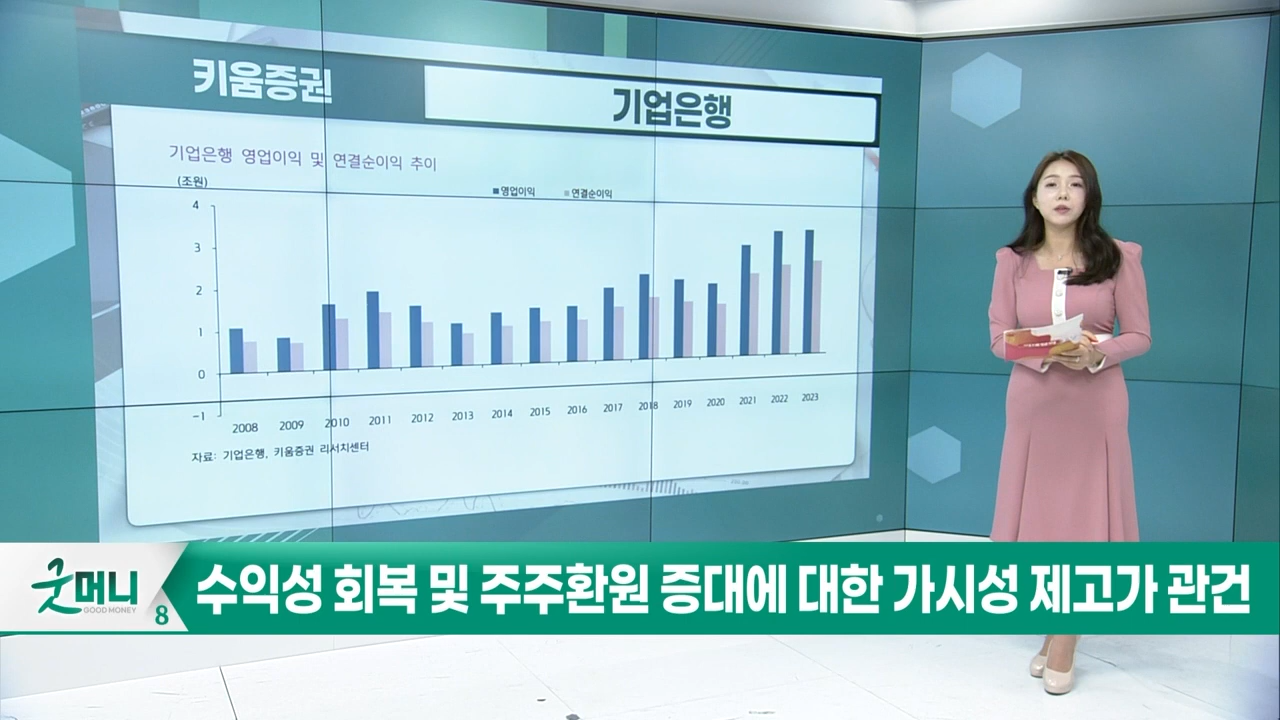 키움증권
기업은행
기업은행 영업이익 및 연결순이익 추이
(조원)
■영업이익 ■연결순이익
4
3
2
1
0
-1
2008 2009 2010 2011 2012 2013 2014 2015 2016 2017 2018 2019 2020 2021 2022 2023
자료: 기업은행, 키움증권 리서치센터
굿머니
GOOD MONEY
8
수익성 회복 및 주주환원 증대에 대한 가시성 제고가 관건